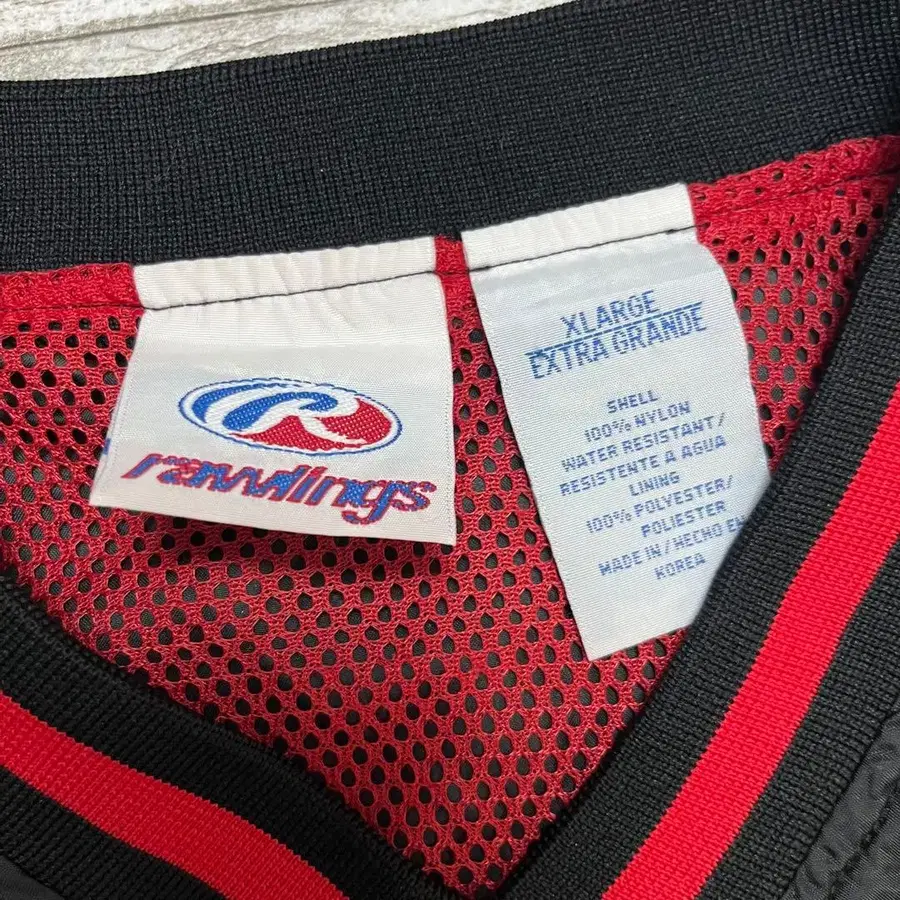 R
rawlings
XLARGE
EXTRA GRANDE
SHELL
100% NYLON
WATER RESISTANT/
RESISTENTE A AGUA
LINING
100% POLYESTER/
POLIESTER
MADE IN/HECHO EN
KOREA